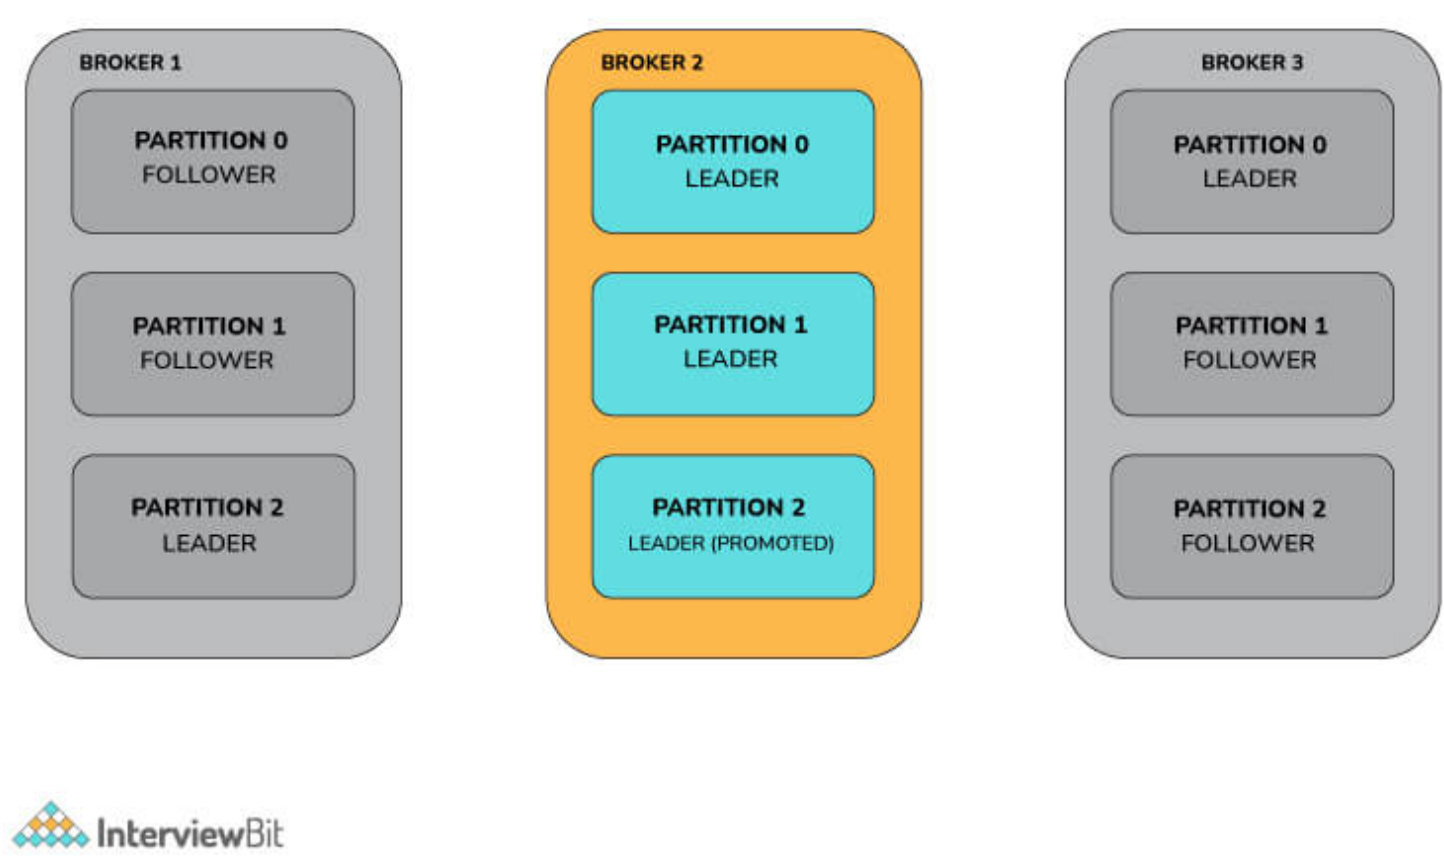 BROKER 1
PARTITION 0
FOLLOWER
PARTITION 1
FOLLOWER
PARTITION 2
LEADER
BROKER 2
PARTITION 0
LEADER
PARTITION 1
LEADER
PARTITION 2
LEADER (PROMOTED)
BROKER 3
PARTITION 0
LEADER
PARTITION 1
FOLLOWER
PARTITION 2
FOLLOWER
InterviewBit